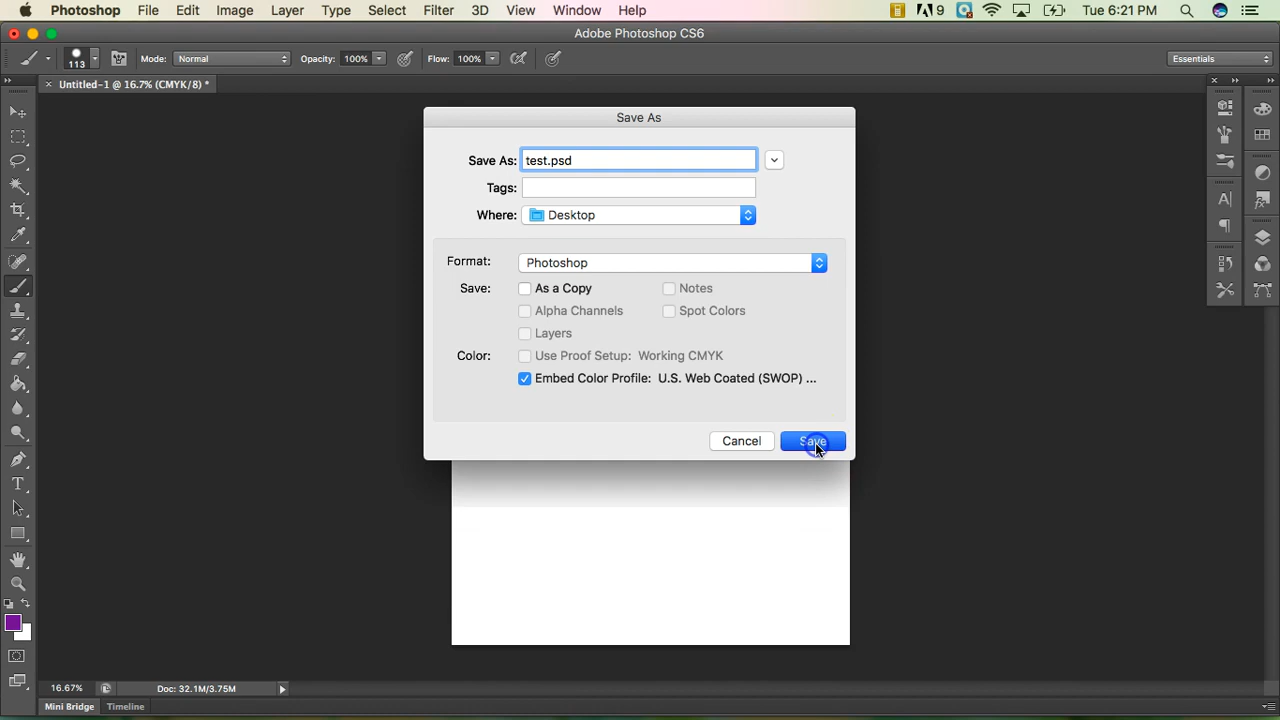 Photoshop File Edit Image Layer Type Select Filter 3D View Window Help 9 Tue 6:21 PM
Adobe Photoshop CS6
113 Mode: Normal Opacity: 100% Flow: 100% Essentials
× Untitled-1 @ 16.7% (CMYK/8) *
Save As
Save As: test.psd
Tags:
Where: Desktop
Format: Photoshop
Save: As a Copy Notes
Alpha Channels Spot Colors
Layers
Color: Use Proof Setup: Working CMYK
Embed Color Profile: U.S. Web Coated (SWOP) ...
Cancel Save
16.67% Doc: 32.1M/3.75M
Mini Bridge Timeline